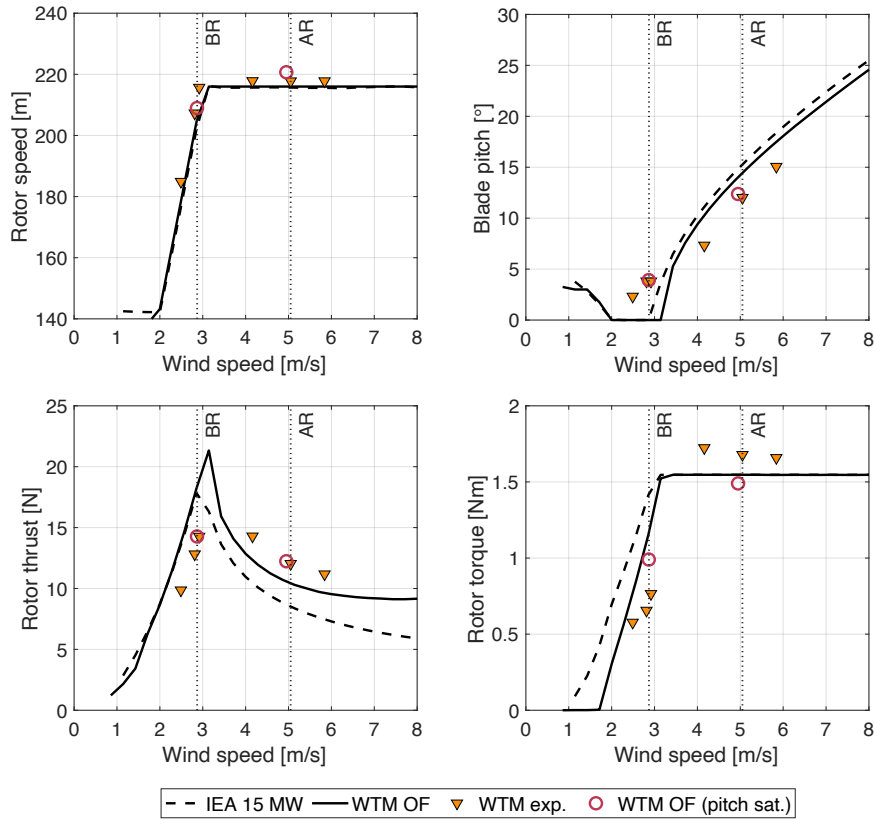 Rotor speed [m]
240
220
200
180
160
140
BR
AR
0 1 2 3 4 5 6 7 8
Wind speed [m/s]
Blade pitch [°]
30
25
20
15
10
5
0
BR
AR
0 1 2 3 4 5 6 7 8
Wind speed [m/s]
Rotor thrust [N]
25
20
15
10
5
0
BR
AR
0 1 2 3 4 5 6 7 8
Wind speed [m/s]
Rotor torque [Nm]
2
1.5
1
0.5
0
BR
AR
0 1 2 3 4 5 6 7 8
Wind speed [m/s]
IEA 15 MW WTM OF WTM exp. WTM OF (pitch sat.)